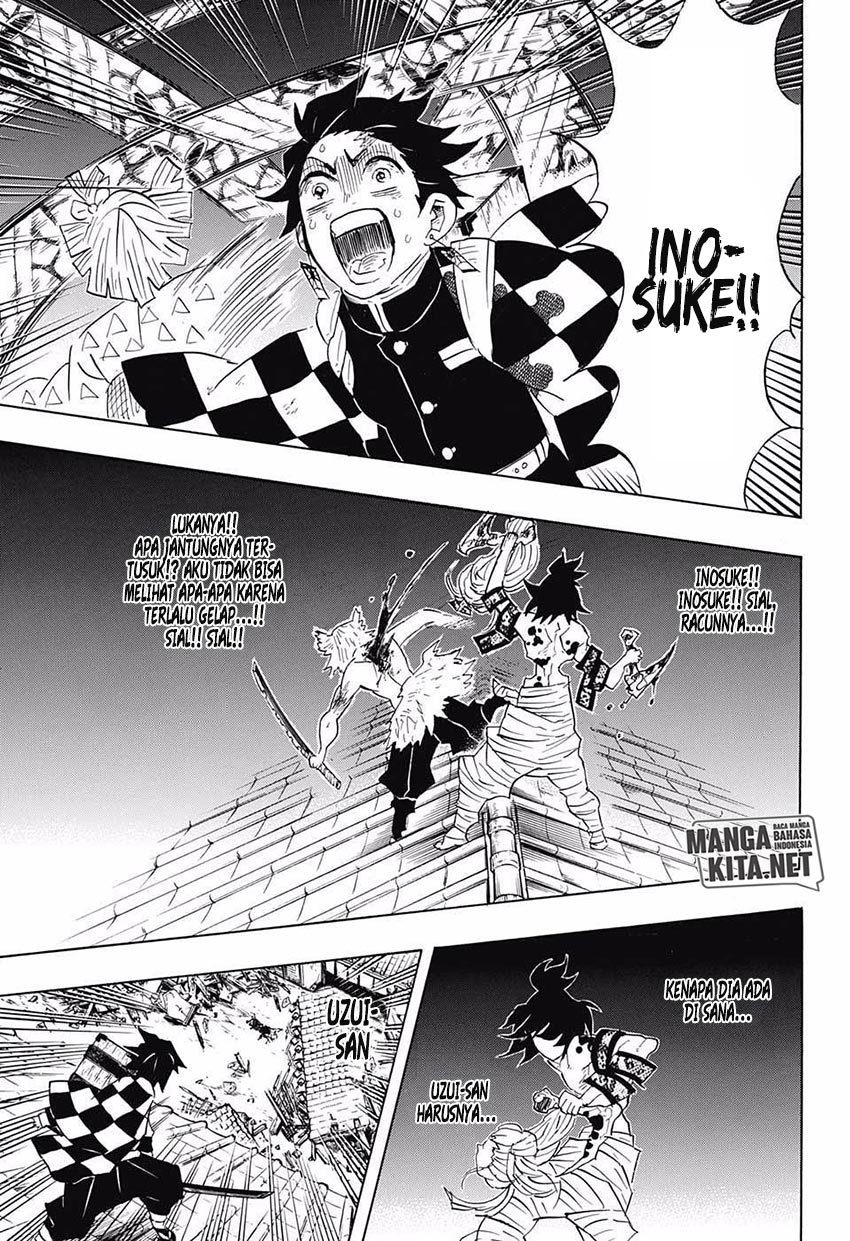 INO-
SUKE!!
INOSUKE!!
INOSUKE!! SIAL,
RACUNNYA...!!
LUKANYA!!
APA JANTUNGNYA TER-
TUSUK!? AKU TIDAK BISA
MELIHAT APA-APA KARENA
TERLALU GELAP...!!
SIAL!! SIAL!!
MANGA
KITA.NET
BACA MANGA
BAHASA
INDONESIA
KENAPA DIA ADA
DI SANA...
UZUI-SAN
HARUSNYA...
UZUI-
SAN